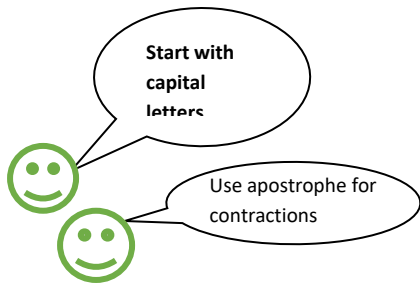 Start with
capital
letters
Use apostrophe for
contractions